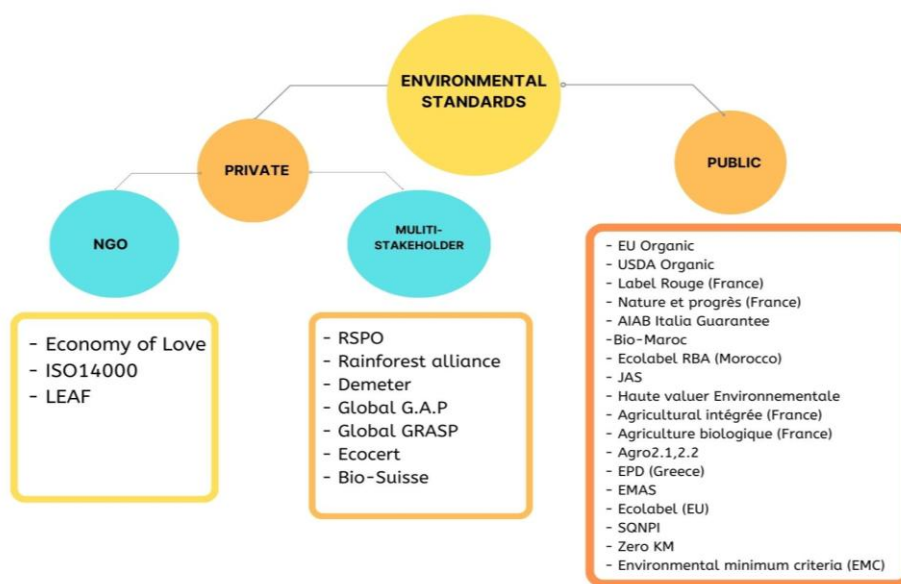 ENVIRONMENTAL
STANDARDS
PRIVATE
PUBLIC
NGO
MULITI-
STAKEHOLDER
- Economy of Love
- ISO14000
- LEAF
- RSPO
- Rainforest alliance
- Demeter
- Global G.A.P
- Global GRASP
- Ecocert
- Bio-Suisse
- EU Organic
- USDA Organic
- Label Rouge (France)
- Nature et progrès (France)
- AIAB Italia Guarantee
-Bio-Maroc
- Ecolabel RBA (Morocco)
- JAS
- Haute valuer Environnementale
- Agricultural intégrée (France)
- Agriculture biologique (France)
- Agro2.1,2.2
- EPD (Greece)
- EMAS
- Ecolabel (EU)
- SQNPI
- Zero KM
- Environmental minimum criteria (EMC)